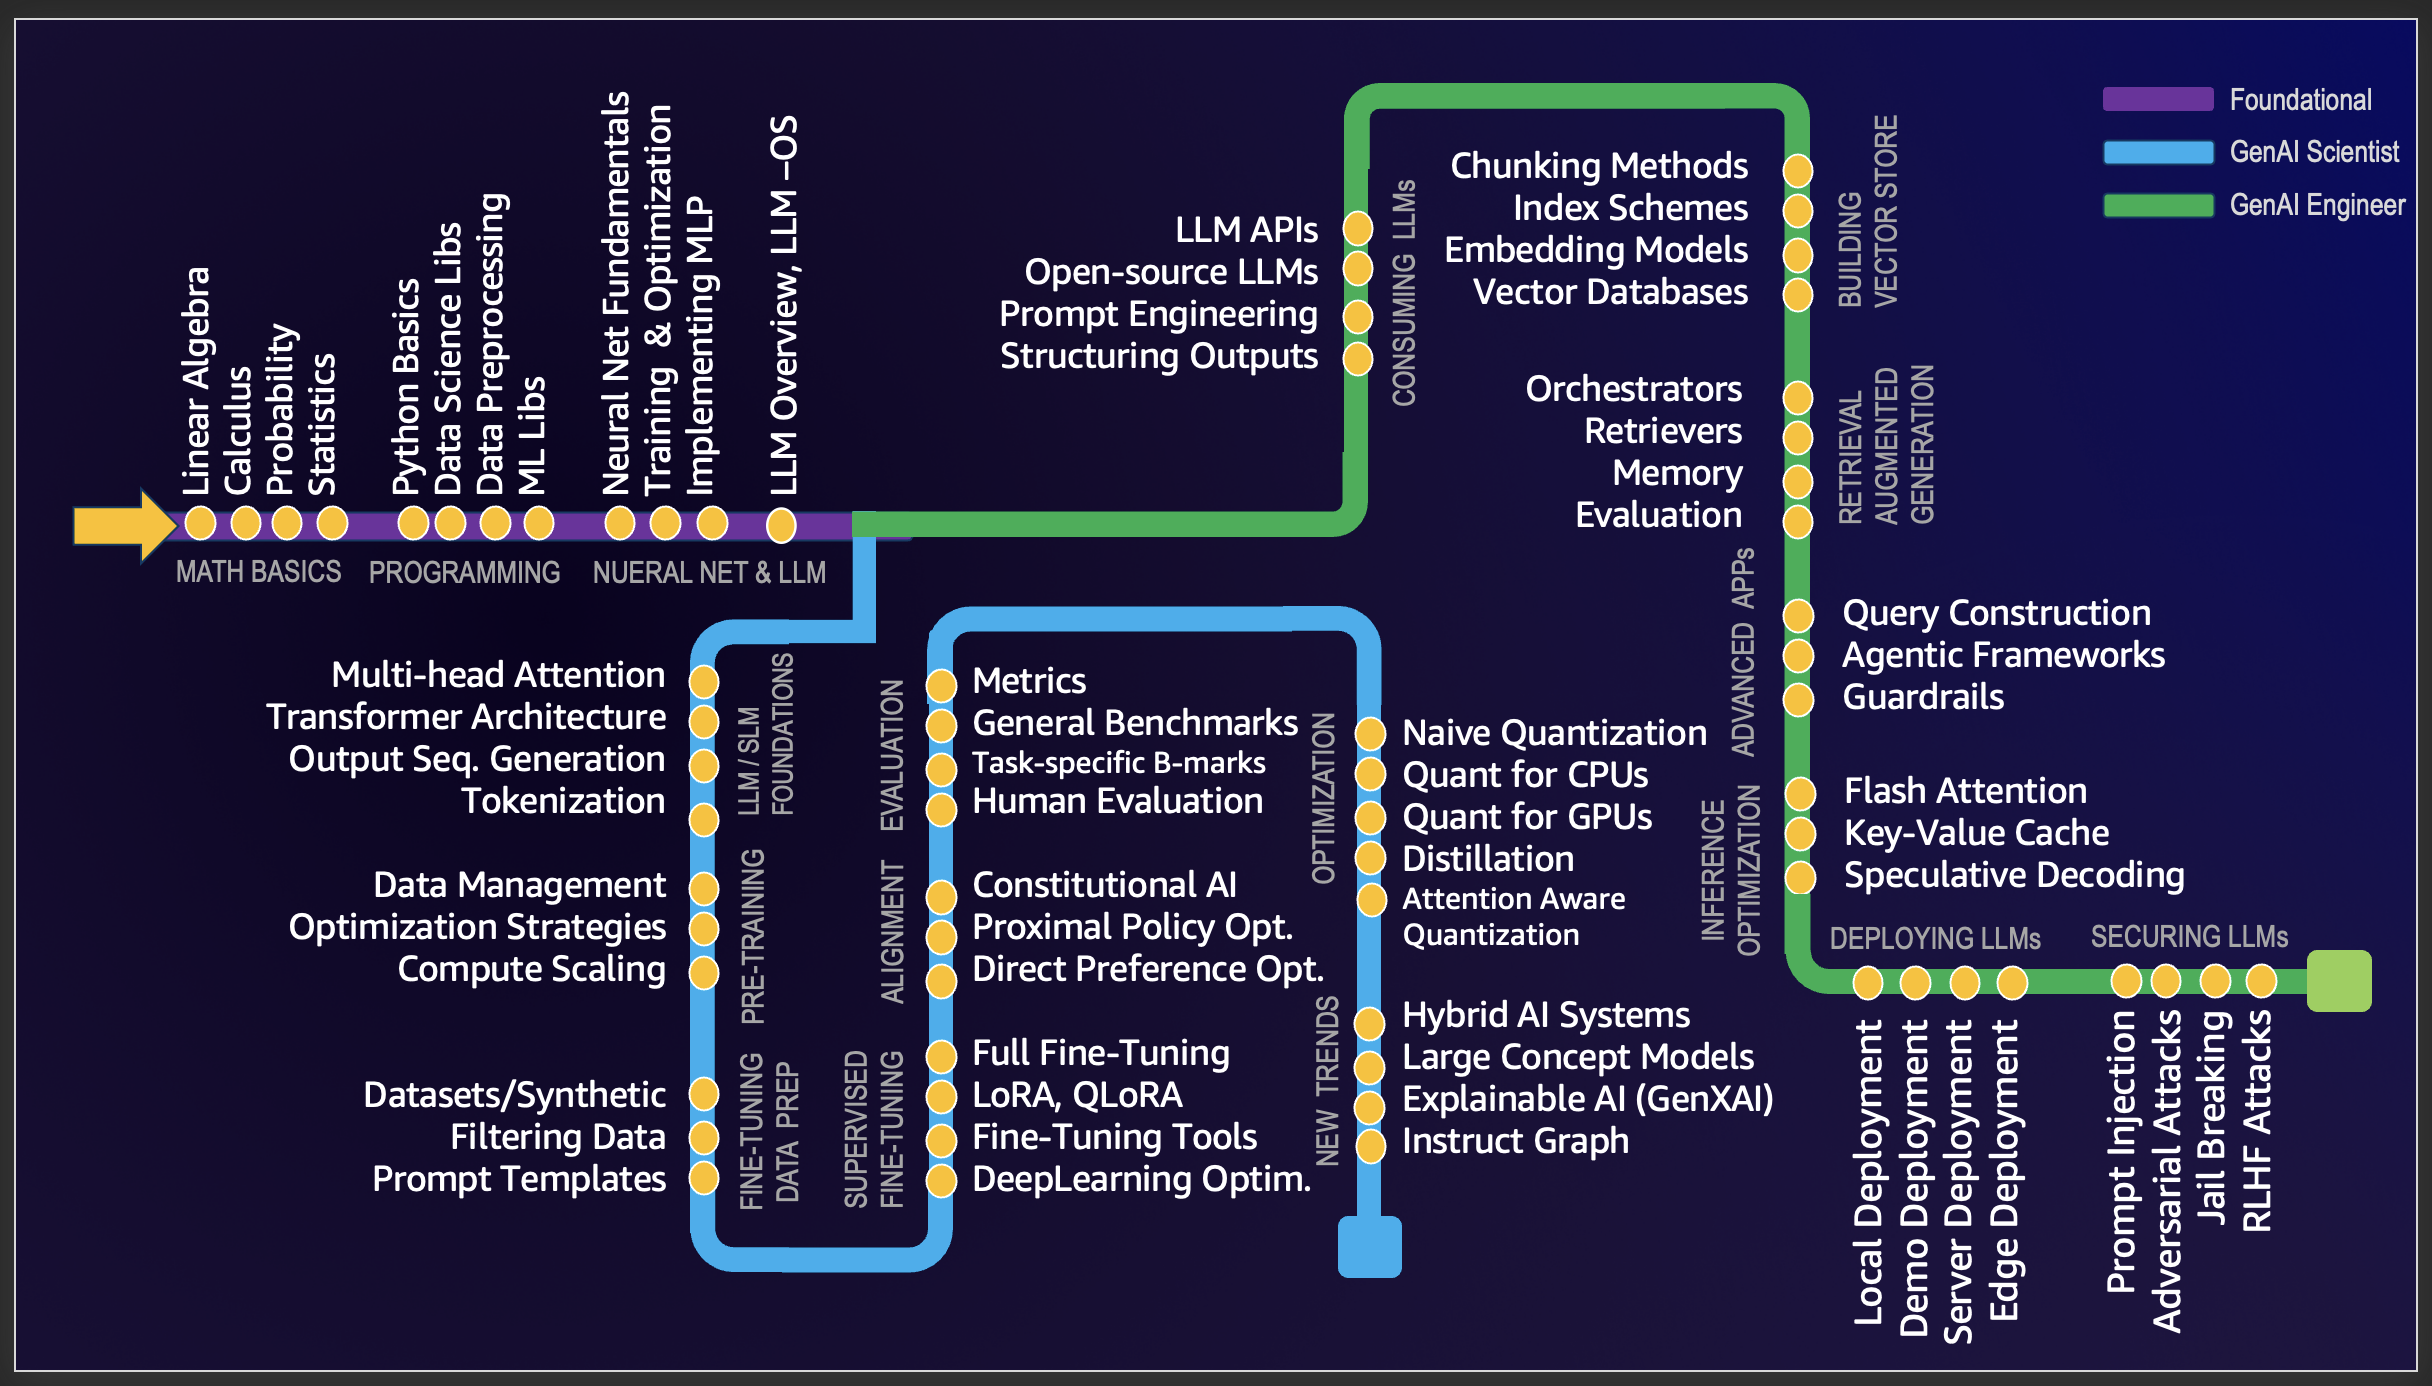 Foundational
GenAI Scientist
GenAI Engineer
Linear Algebra
Calculus
Probability
Statistics
MATH BASICS
Python Basics
Data Science Libs
Data Preprocessing
ML Libs
PROGRAMMING
Neural Net Fundamentals
Training & Optimization
Implementing MLP
LLM Overview, LLM –OS
NUERAL NET & LLM
LLM APIs
Open-source LLMs
Prompt Engineering
Structuring Outputs
CONSUMING LLMs
Chunking Methods
Index Schemes
Embedding Models
Vector Databases
BUILDING
VECTOR STORE
Orchestrators
Retrievers
Memory
Evaluation
RETRIEVAL
AUGMENTED
GENERATION
Query Construction
Agentic Frameworks
Guardrails
ADVANCED APPs
Flash Attention
Key-Value Cache
Speculative Decoding
INFERENCE
OPTIMIZATION
DEPLOYING LLMs
Local Deployment
Demo Deployment
Server Deployment
Edge Deployment
SECURING LLMs
Prompt Injection
Adversarial Attacks
Jail Breaking
RLHF Attacks
Multi-head Attention
Transformer Architecture
Output Seq. Generation
Tokenization
LLM / SLM
FOUNDATIONS
Data Management
Optimization Strategies
Compute Scaling
PRE-TRAINING
Datasets/Synthetic
Filtering Data
Prompt Templates
FINE-TUNING
DATA PREP
Metrics
General Benchmarks
Task-specific B-marks
Human Evaluation
EVALUATION
Constitutional AI
Proximal Policy Opt.
Direct Preference Opt.
ALIGNMENT
Full Fine-Tuning
LoRA, QLoRA
Fine-Tuning Tools
DeepLearning Optim.
SUPERVISED
FINE-TUNING
Naive Quantization
Quant for CPUs
Quant for GPUs
Distillation
Attention Aware
Quantization
OPTIMIZATION
Hybrid AI Systems
Large Concept Models
Explainable AI (GenXAI)
Instruct Graph
NEW TRENDS